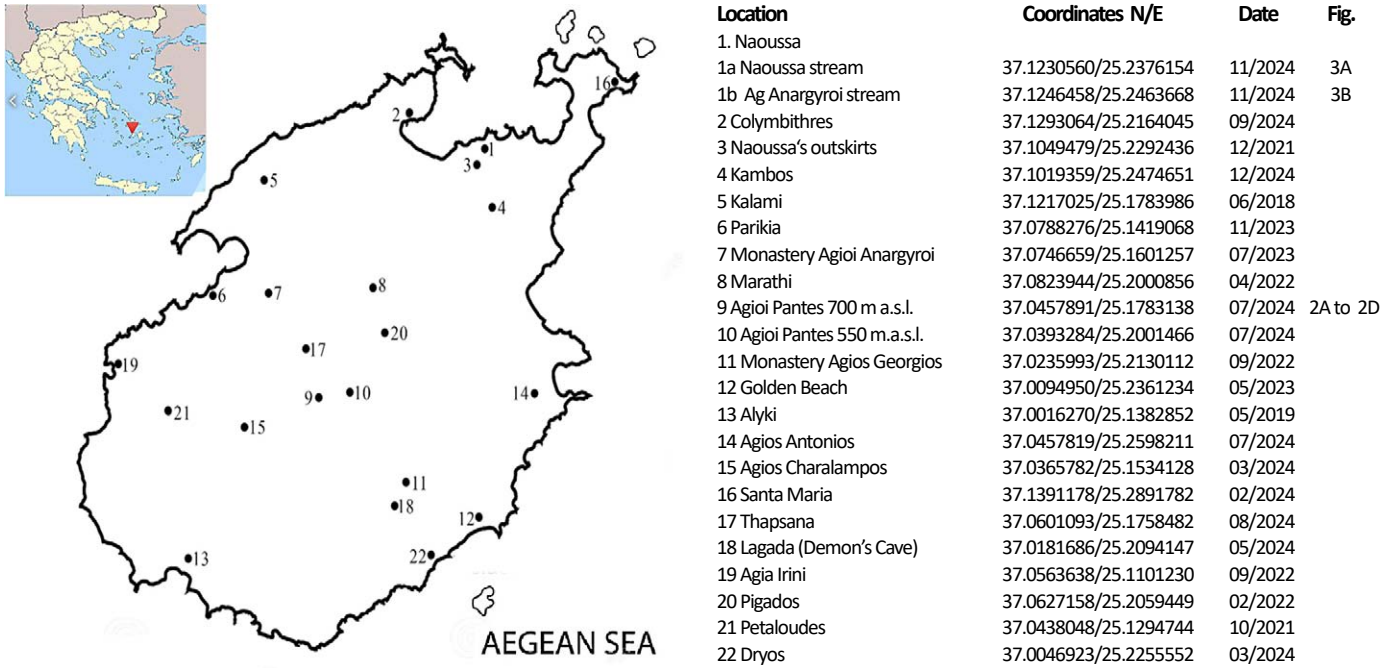 16
2
1
3
5
4
6
7
8
20
17
19
9
10
14
21
15
11
18
12
22
13
AEGEAN SEA
Location Coordinates N/E Date Fig.
1. Naoussa
1a Naoussa stream 37.1230560/25.2376154 11/2024 3A
1b Ag Anargyroi stream 37.1246458/25.2463668 11/2024 3B
2 Colymbithres 37.1293064/25.2164045 09/2024
3 Naoussa's outskirts 37.1049479/25.2292436 12/2021
4 Kambos 37.1019359/25.2474651 12/2024
5 Kalami 37.1217025/25.1783986 06/2018
6 Parikia 37.0788276/25.1419068 11/2023
7 Monastery Agioi Anargyroi 37.0746659/25.1601257 07/2023
8 Marathi 37.0823944/25.2000856 04/2022
9 Agioi Pantes 700 m a.s.l. 37.0457891/25.1783138 07/2024 2A to 2D
10 Agioi Pantes 550 m.a.s.l. 37.0393284/25.2001466 07/2024
11 Monastery Agios Georgios 37.0235993/25.2130112 09/2022
12 Golden Beach 37.0094950/25.2361234 05/2023
13 Alyki 37.0016270/25.1382852 05/2019
14 Agios Antonios 37.0457819/25.2598211 07/2024
15 Agios Charalampos 37.0365782/25.1534128 03/2024
16 Santa Maria 37.1391178/25.2891782 02/2024
17 Thapsana 37.0601093/25.1758482 08/2024
18 Lagada (Demon's Cave) 37.0181686/25.2094147 05/2024
19 Agia Irini 37.0563638/25.1101230 09/2022
20 Pigados 37.0627158/25.2059449 02/2022
21 Petaloudes 37.0438048/25.1294744 10/2021
22 Dryos 37.0046923/25.2255552 03/2024